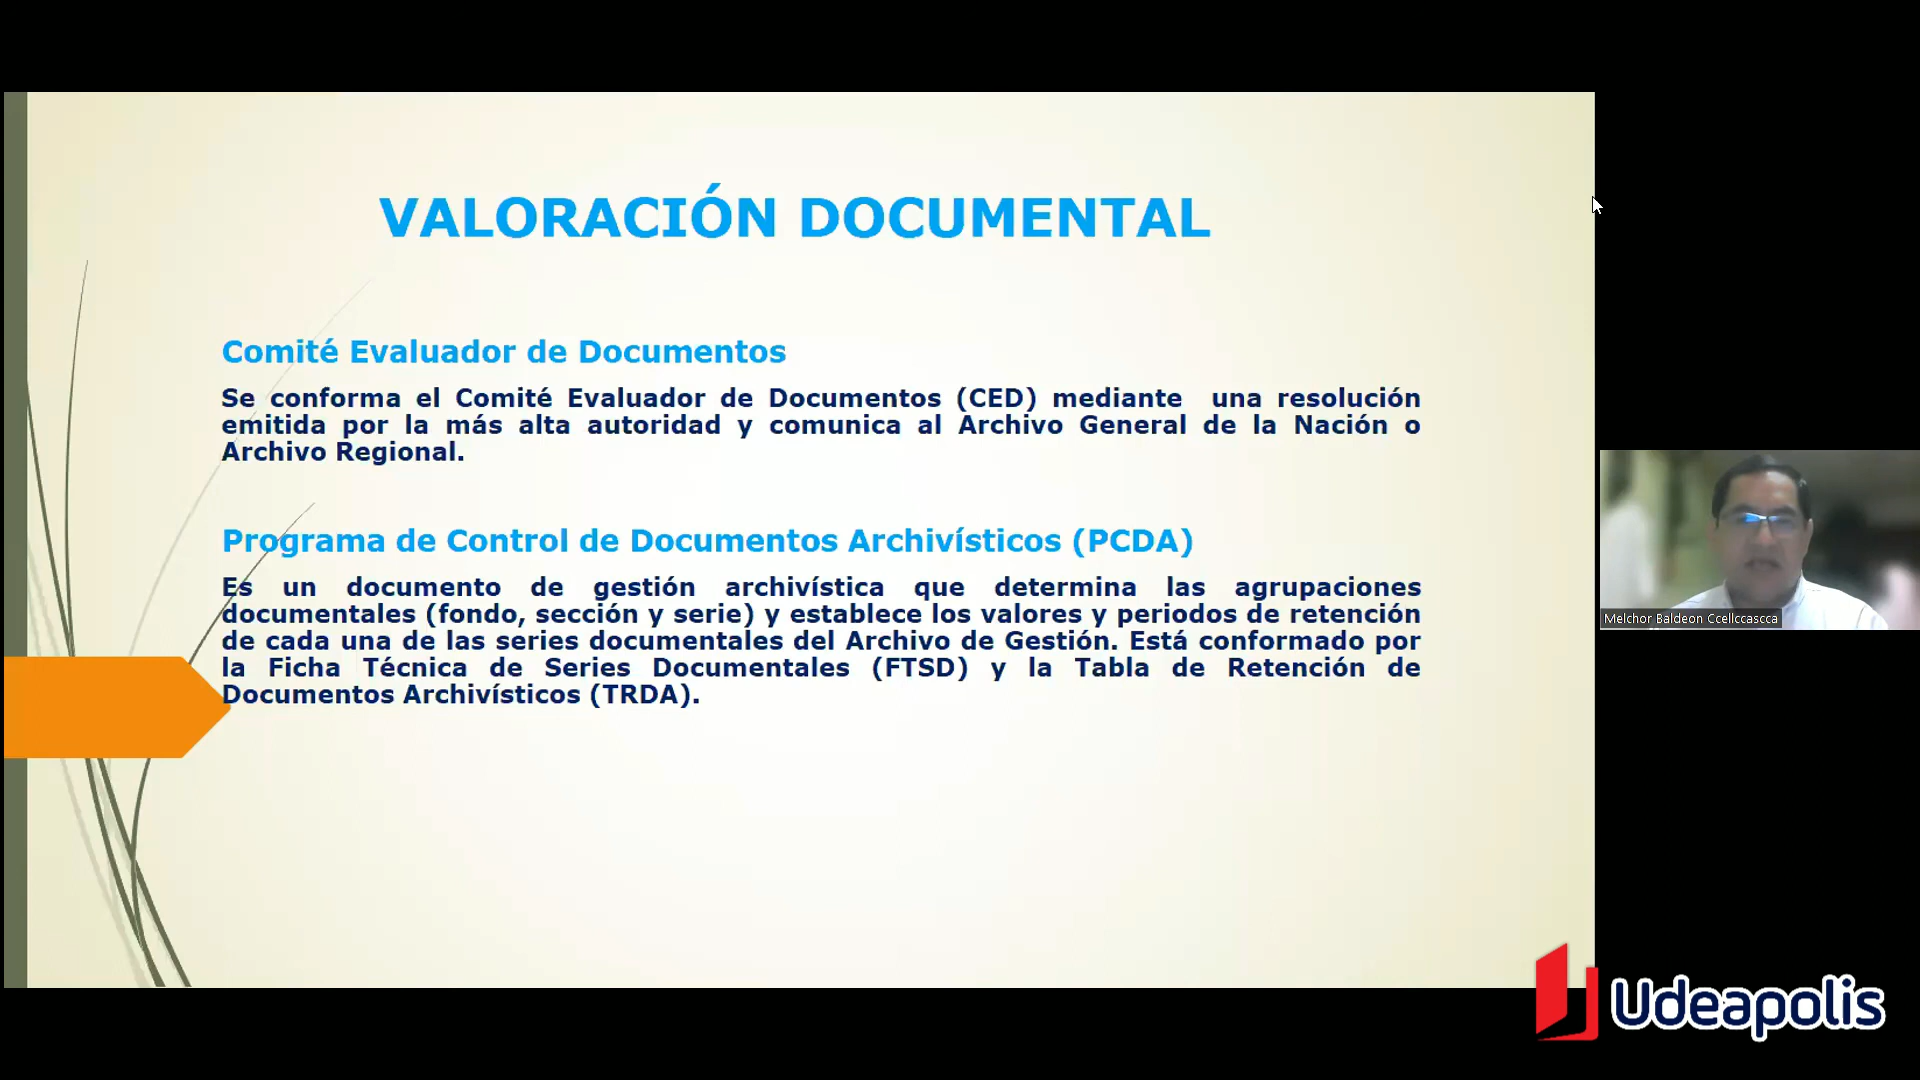 VALORACIÓN DOCUMENTAL
Comité Evaluador de Documentos
Se conforma el Comité Evaluador de Documentos (CED) mediante una resolución
emitida por la más alta autoridad y comunica al Archivo General de la Nación o
Archivo Regional.
Programa de Control de Documentos Archivísticos (PCDA)
Es un documento de gestión archivística que determina las agrupaciones
documentales (fondo, sección y serie) y establece los valores y periodos de retención
de cada una de las series documentales del Archivo de Gestión. Está conformado por
la Ficha Técnica de Series Documentales (FTSD) y la Tabla de Retención de
Documentos Archivísticos (TRDA).
Melchor Baldeon Ccellccascca
Udeapolis